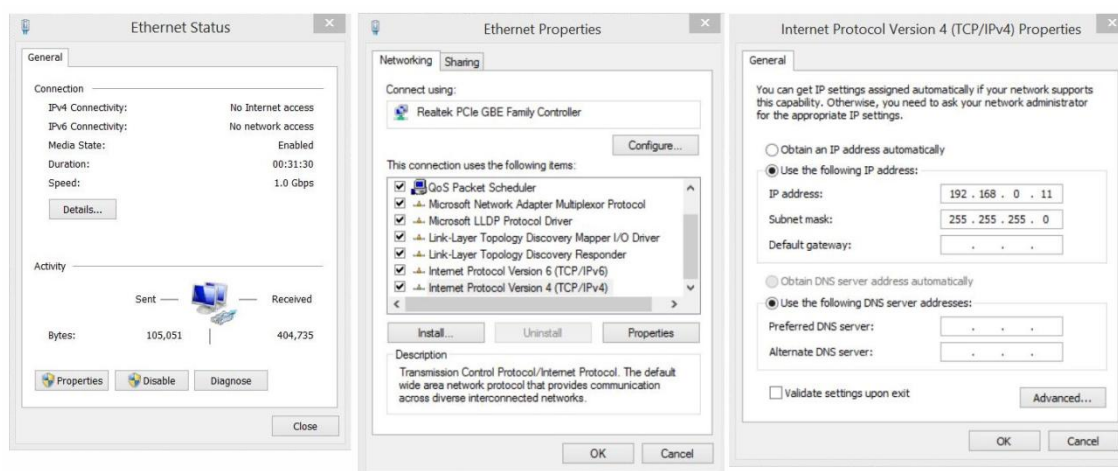 Ethernet Status
General
Connection
IPv4 Connectivity: No Internet access
IPv6 Connectivity: No network access
Media State: Enabled
Duration: 00:31:30
Speed: 1.0 Gbps
Details...
Activity
Sent Received
Bytes: 105,051 404,735
Properties Disable Diagnose
Close
Ethernet Properties
Networking Sharing
Connect using:
Realtek PCIe GBE Family Controller
Configure...
This connection uses the following items:
QoS Packet Scheduler
Microsoft Network Adapter Multiplexor Protocol
Microsoft LLDP Protocol Driver
Link-Layer Topology Discovery Mapper I/O Driver
Link-Layer Topology Discovery Responder
Internet Protocol Version 6 (TCP/IPv6)
Internet Protocol Version 4 (TCP/IPv4)
Install... Uninstall Properties
Description
Transmission Control Protocol/Internet Protocol. The default
wide area network protocol that provides communication
across diverse interconnected networks.
OK Cancel
Internet Protocol Version 4 (TCP/IPv4) Properties
General
You can get IP settings assigned automatically if your network supports
this capability. Otherwise, you need to ask your network administrator
for the appropriate IP settings.
Obtain an IP address automatically
Use the following IP address:
IP address: 192 . 168 . 0 . 11
Subnet mask: 255 . 255 . 255 . 0
Default gateway: . . .
Obtain DNS server address automatically
Use the following DNS server addresses:
Preferred DNS server: . . .
Alternate DNS server: . . .
Validate settings upon exit
Advanced...
OK Cancel